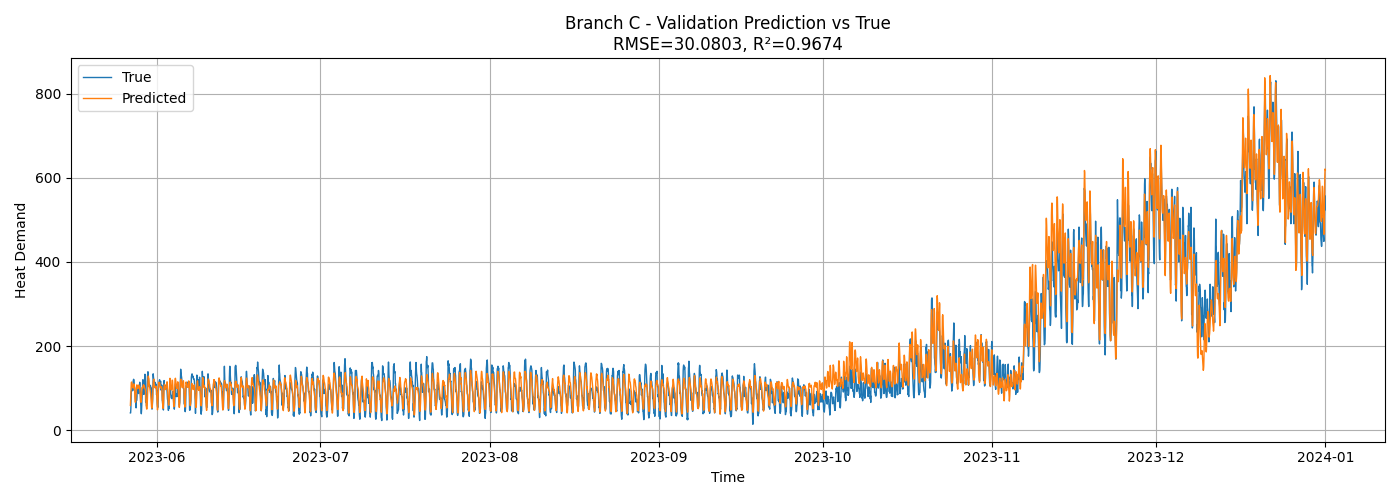 Branch C - Validation Prediction vs True
RMSE=30.0803, R²=0.9674
True
Predicted
Heat Demand
800
600
400
200
0
2023-06
2023-07
2023-08
2023-09
2023-10
2023-11
2023-12
2024-01
Time